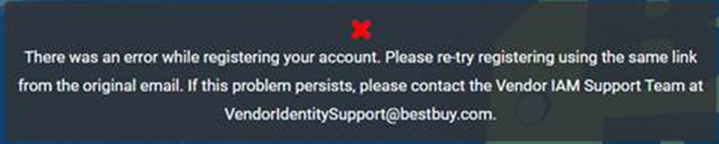 There was an error while registering your account. Please re-try registering using the same link
from the original email. If this problem persists, please contact the Vendor IAM Support Team at
VendorIdentitySupport@bestbuy.com.